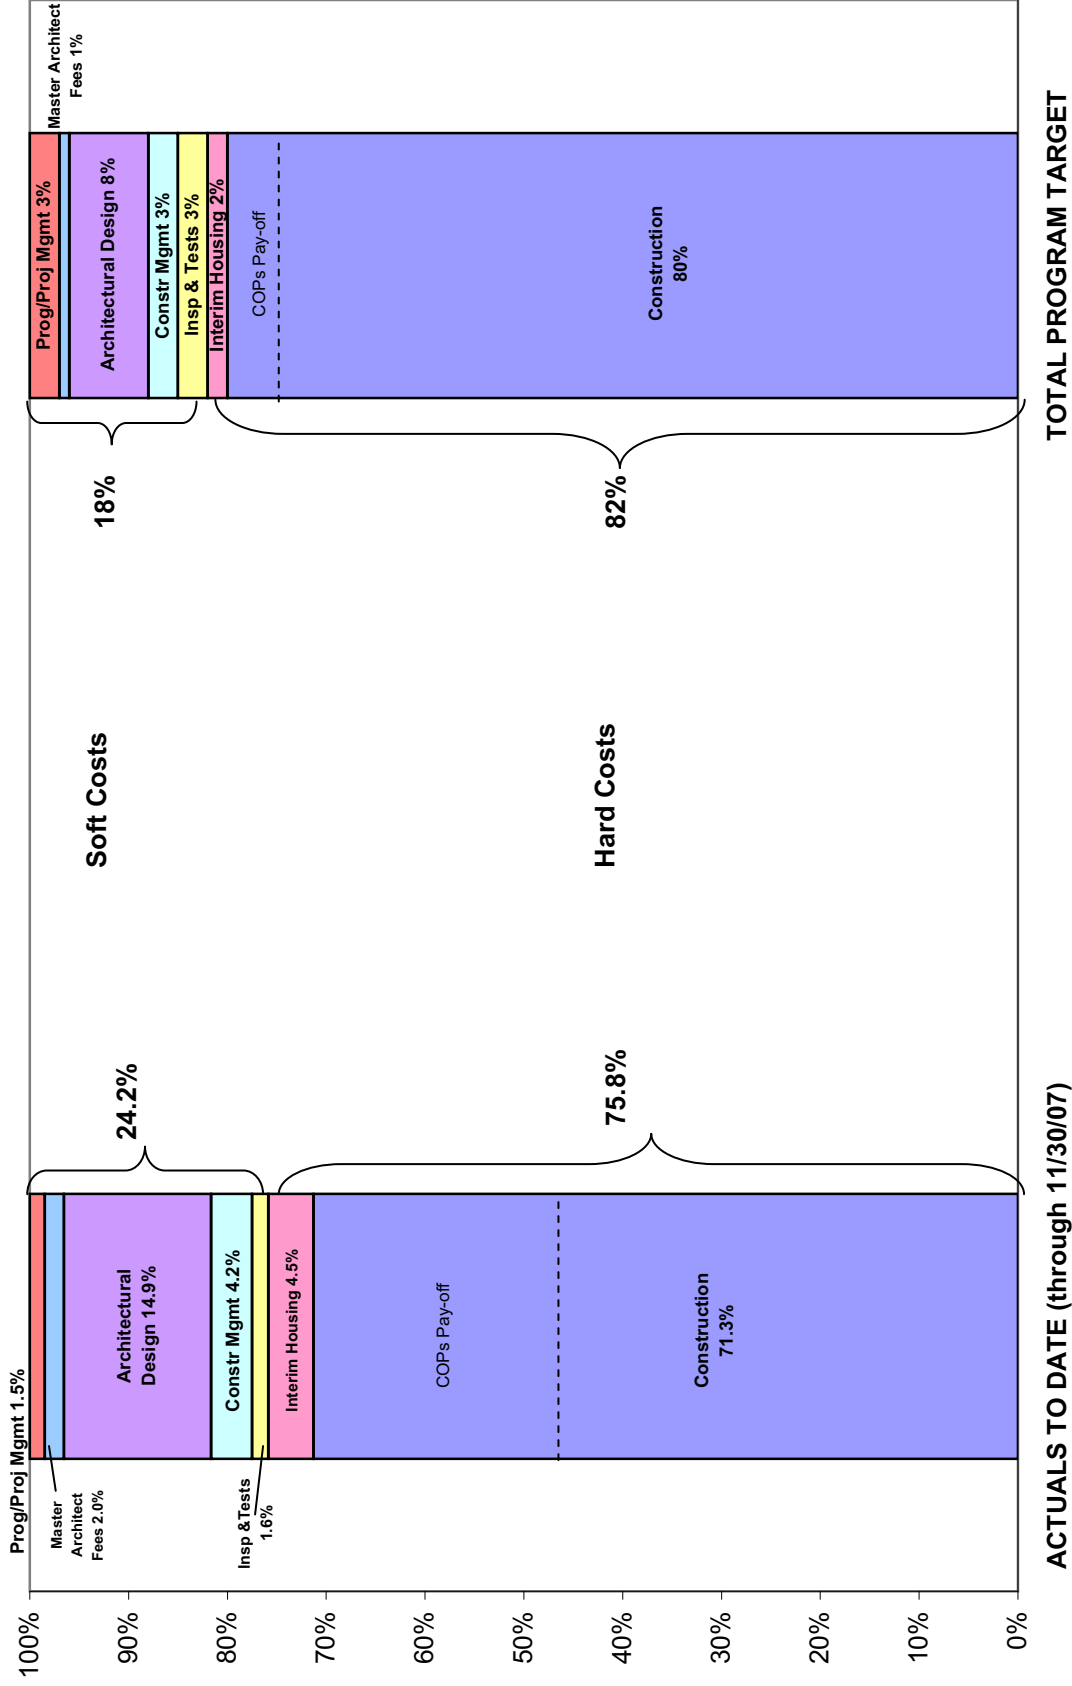 100%
90%
80%
70%
60%
50%
40%
30%
20%
10%
0%
Prog/Proj Mgmt 1.5%
Master
Architect
Fees 2.0%
Architectural
Design 14.9%
Constr Mgmt 4.2%
Insp &Tests
1.6%
Interim Housing 4.5%
COPs Pay-off
Construction
71.3%
24.2%
75.8%
Soft Costs
Hard Costs
18%
82%
Prog/Proj Mgmt 3%
Master Architect
Fees 1%
Architectural Design 8%
Constr Mgmt 3%
Insp & Tests 3%
Interim Housing 2%
COPs Pay-off
Construction
80%
ACTUALS TO DATE (through 11/30/07)
TOTAL PROGRAM TARGET